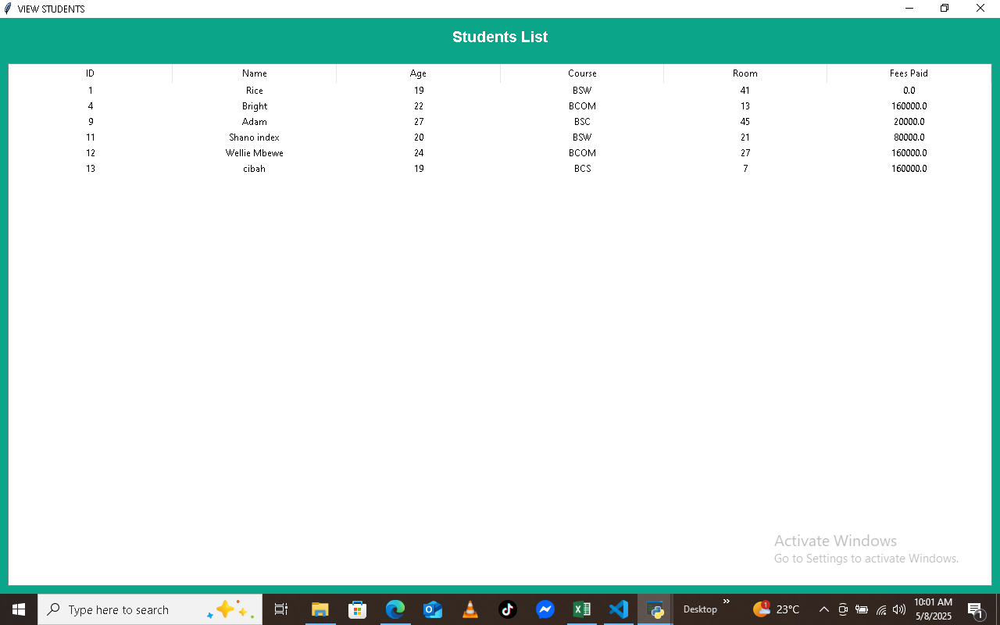 VIEW STUDENTS
Students List
ID Name Age Course Room Fees Paid
1 Rice 19 BSW 41 0.0
4 Bright 22 BCOM 13 160000.0
9 Adam 27 BSC 45 20000.0
11 Shano index 20 BSW 21 80000.0
12 Wellie Mbewe 24 BCOM 27 160000.0
13 cibah 19 BCS 7 160000.0
Activate Windows
Go to Settings to activate Windows.
Type here to search
Desktop
1
23°C
10:01 AM
5/8/2025
1